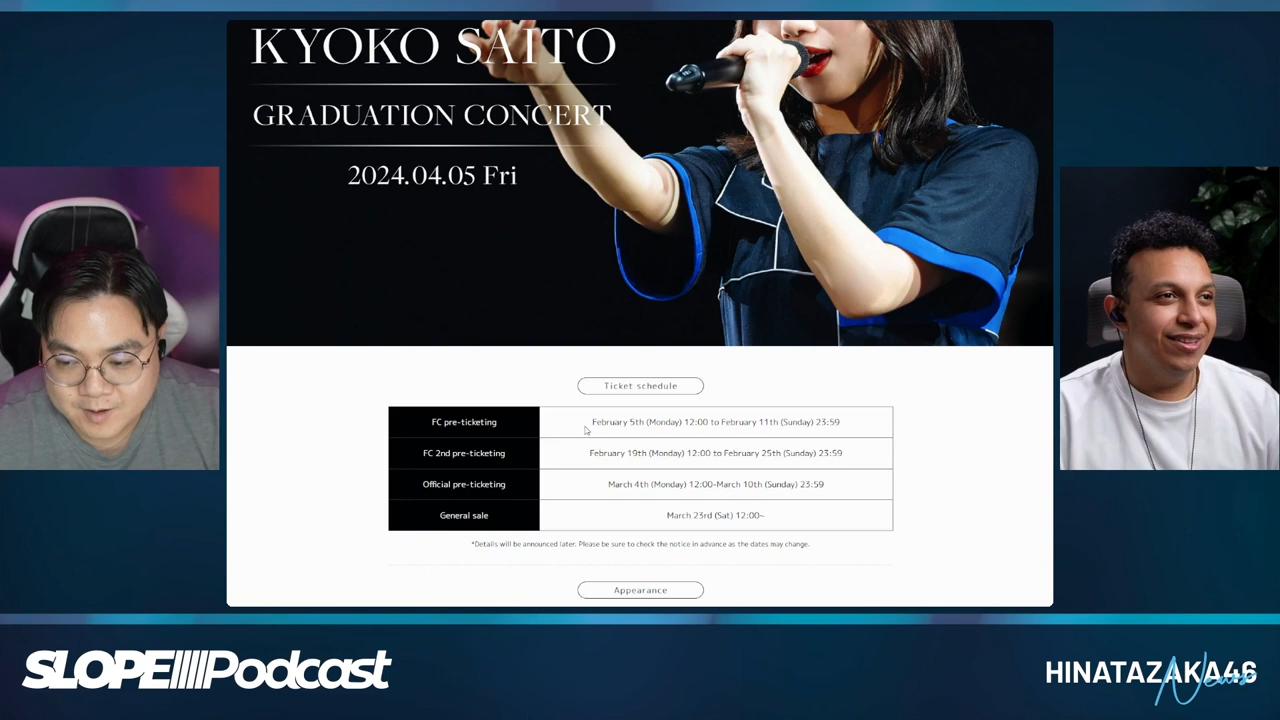 KYOKO SAITO
GRADUATION CONCERT
2024.04.05 Fri
Ticket schedule
FC pre-ticketing
February 5th (Monday) 12:00 to February 11th (Sunday) 23:59
FC 2nd pre-ticketing
February 19th (Monday) 12:00 to February 25th (Sunday) 23:59
Official pre-ticketing
March 4th (Monday) 12:00-March 10th (Sunday) 23:59
General sale
March 23rd (Sat) 12:00~
*Details will be announced later. Please be sure to check the notice in advance as the dates may change.
Appearance
SLOPE Podcast
HINATAZAKA46
News